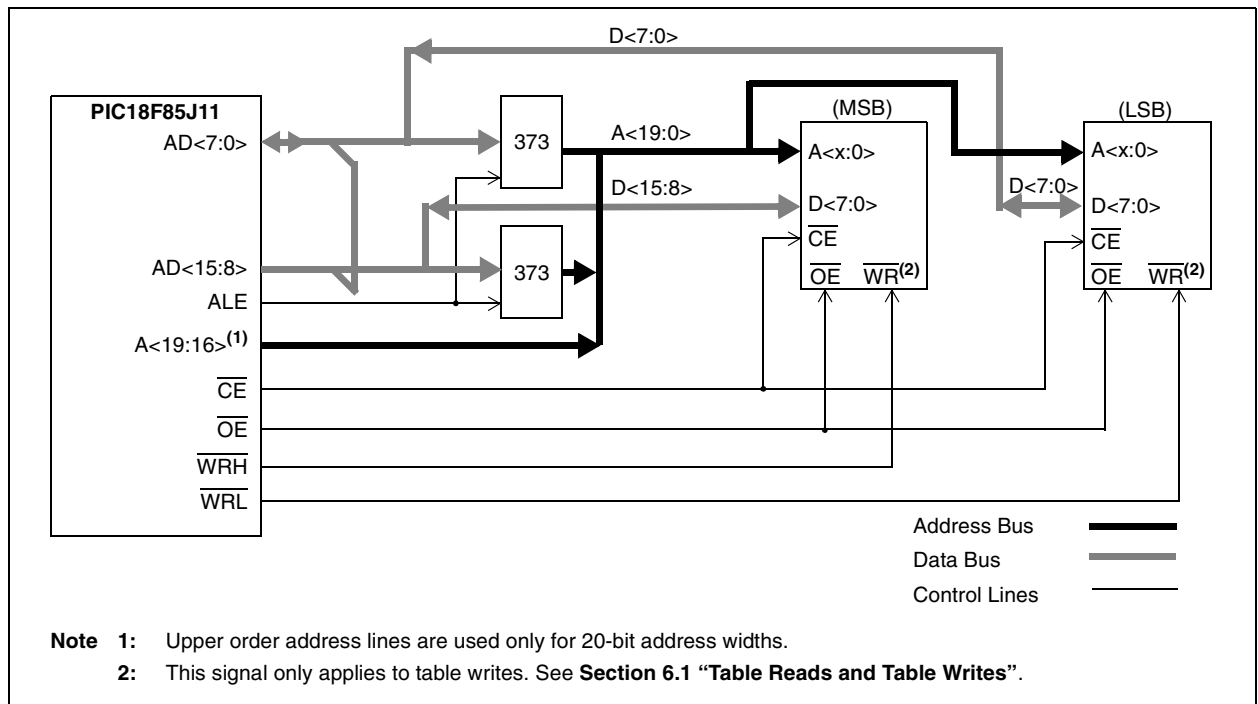 D<7:0>
PIC18F85J11
AD<7:0>
373
A<19:0>
D<15:8>
(MSB)
A<x:0>
D<7:0>
CE
OE WR(2)
(LSB)
A<x:0>
D<7:0>
D<7:0>
CE
OE WR(2)
AD<15:8>
373
ALE
A<19:16>(1)
CE
OE
WRH
WRL
Address Bus
Data Bus
Control Lines
Note 1: Upper order address lines are used only for 20-bit address widths.
2: This signal only applies to table writes. See Section 6.1 “Table Reads and Table Writes”.